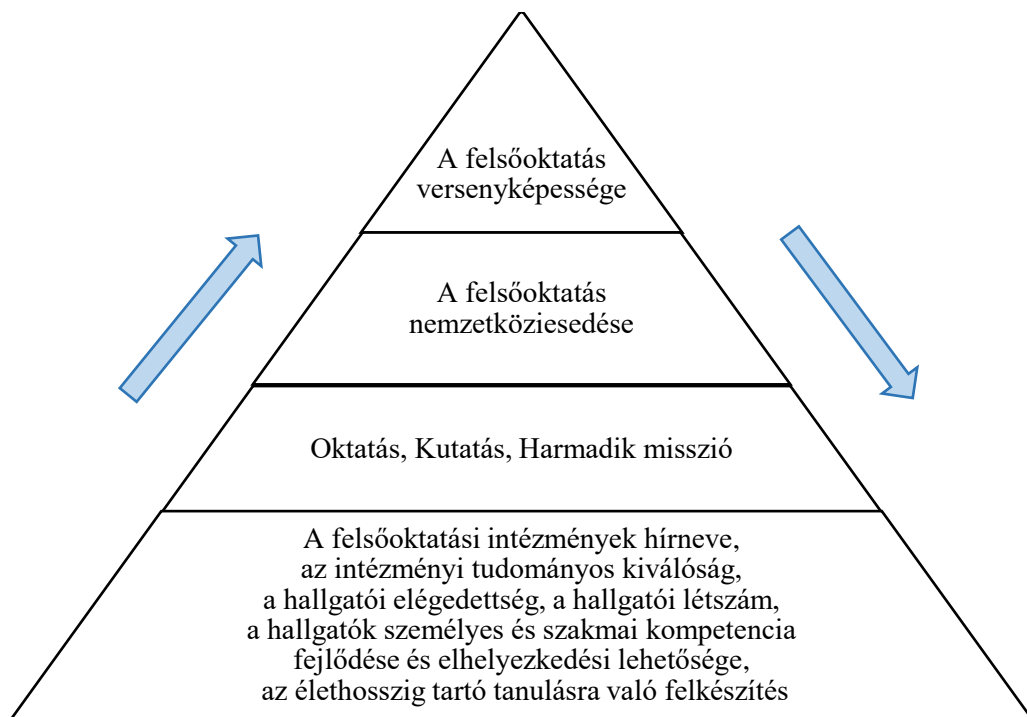 A felsőoktatás
versenyképessége
A felsőoktatás
nemzetköziesedése
Oktatás, Kutatás, Harmadik misszió
A felsőoktatási intézmények hírneve,
az intézményi tudományos kiválóság,
a hallgatói elégedettség, a hallgatói létszám,
a hallgatók személyes és szakmai kompetencia
fejlődése és elhelyezkedési lehetősége,
az élethosszig tartó tanulásra való felkészítés